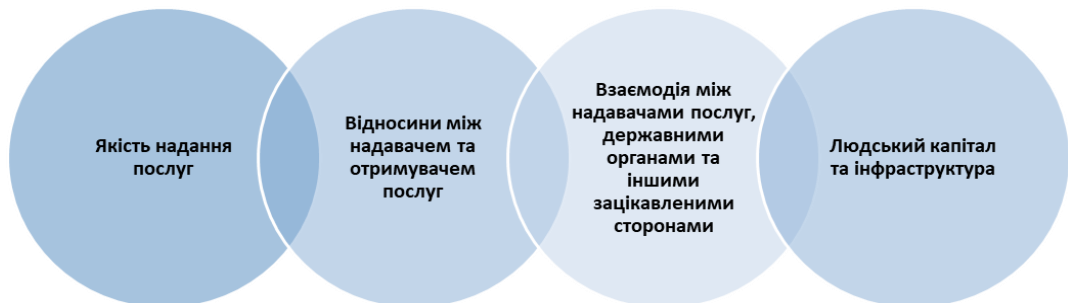 Якість надання
послуг
Відносини між
надавачем та
отримувачем
послуг
Взаємодія між
надавачами послуг,
державними
органами та
іншими
зацікавленими
сторонами
Людський капітал
та інфраструктура